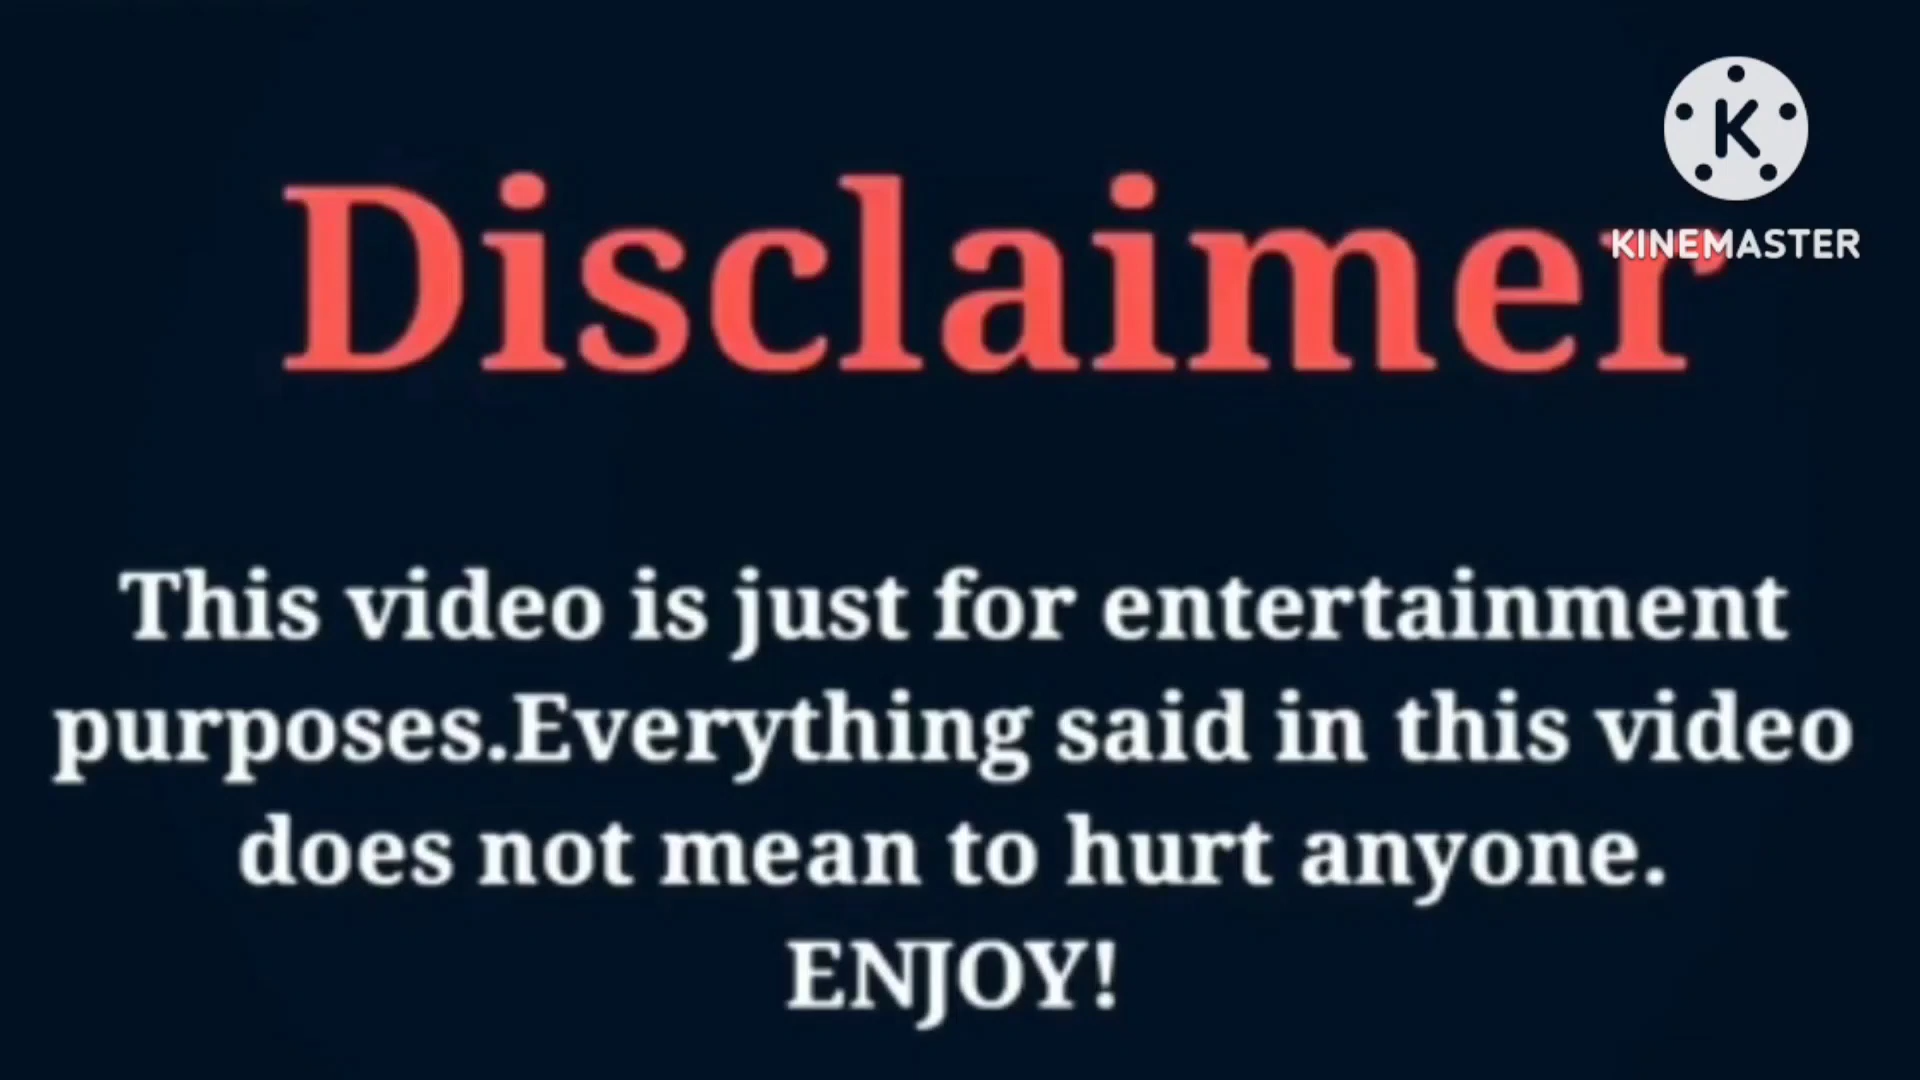 K
KINEMASTER
Disclaimer
This video is just for entertainment
purposes.Everything said in this video
does not mean to hurt anyone.
ENJOY!